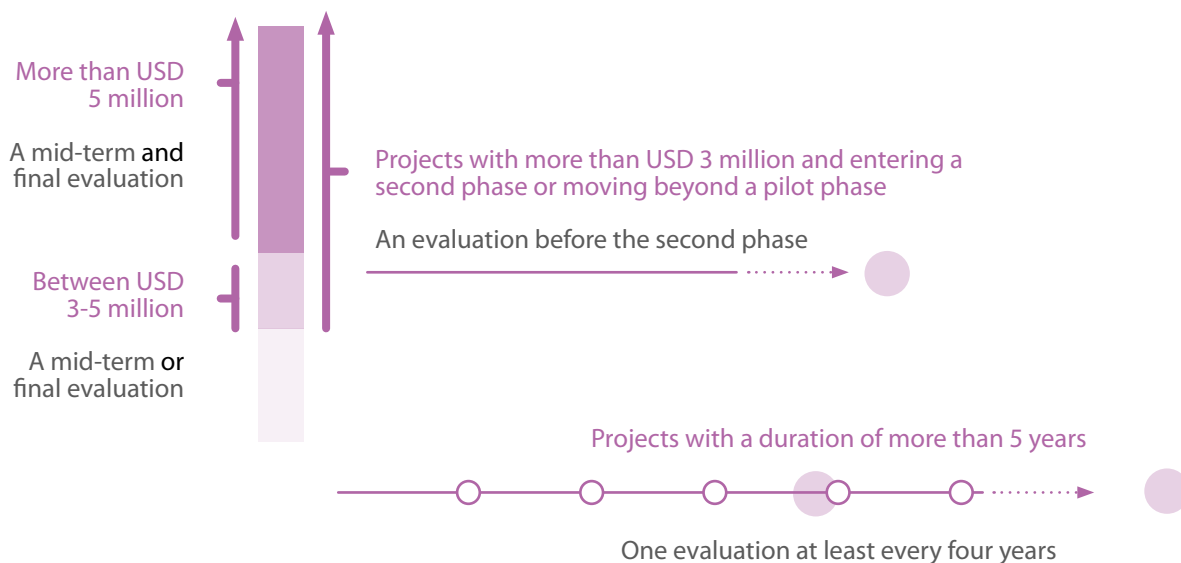 More than USD
5 million
A mid-term and
final evaluation
Between USD
3-5 million
A mid-term or
final evaluation
Projects with more than USD 3 million and entering a
second phase or moving beyond a pilot phase
An evaluation before the second phase
Projects with a duration of more than 5 years
One evaluation at least every four years